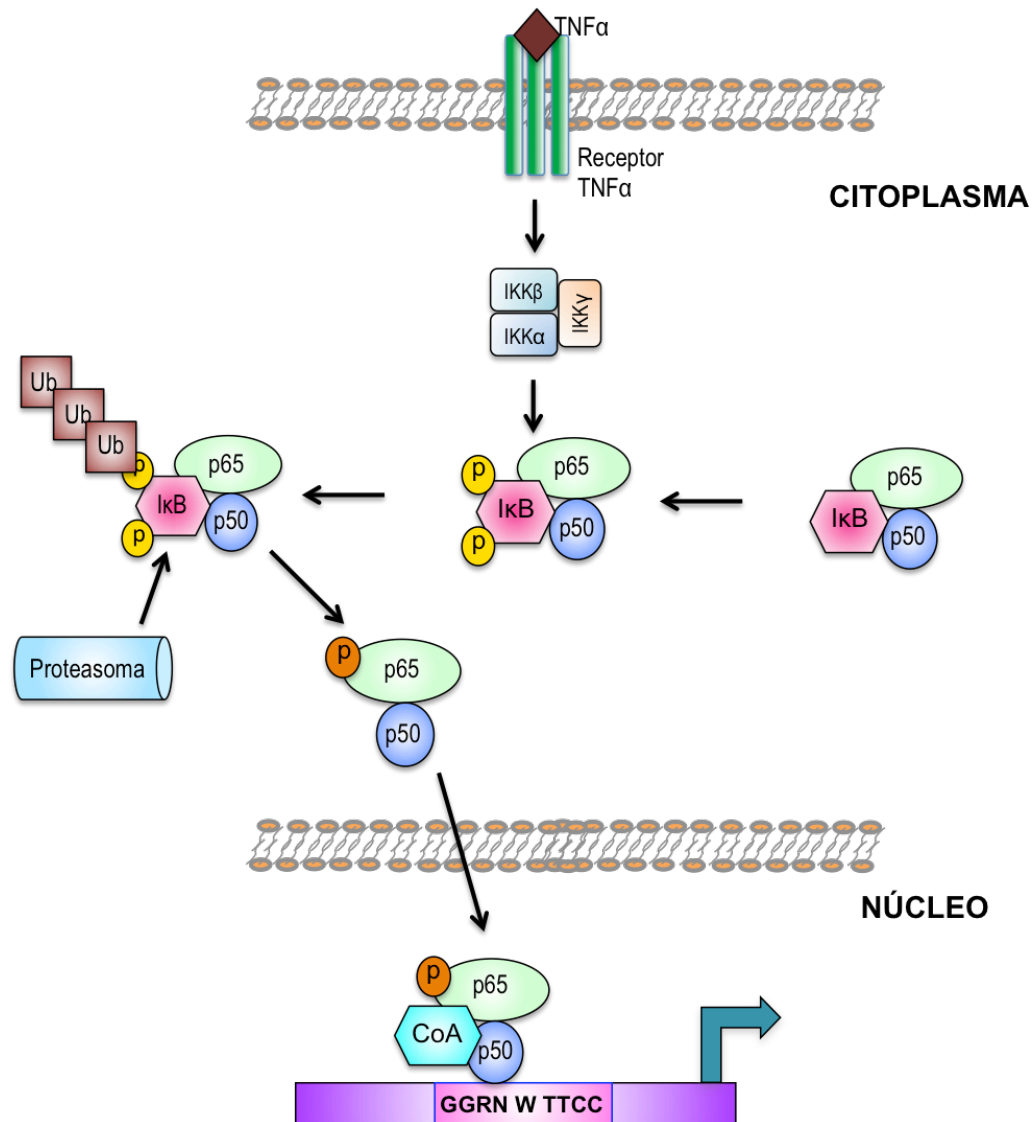 TNFα
Receptor
TNFα
CITOPLASMA
IKKβ
IKKγ
IKKα
Ub
Ub
Ub
p
p65
IκB
p50
p
p
p65
IκB
p50
p
p65
IκB
p50
Proteasoma
p
p65
p50
NÚCLEO
p
p65
CoA
p50
GGRN W TTCC